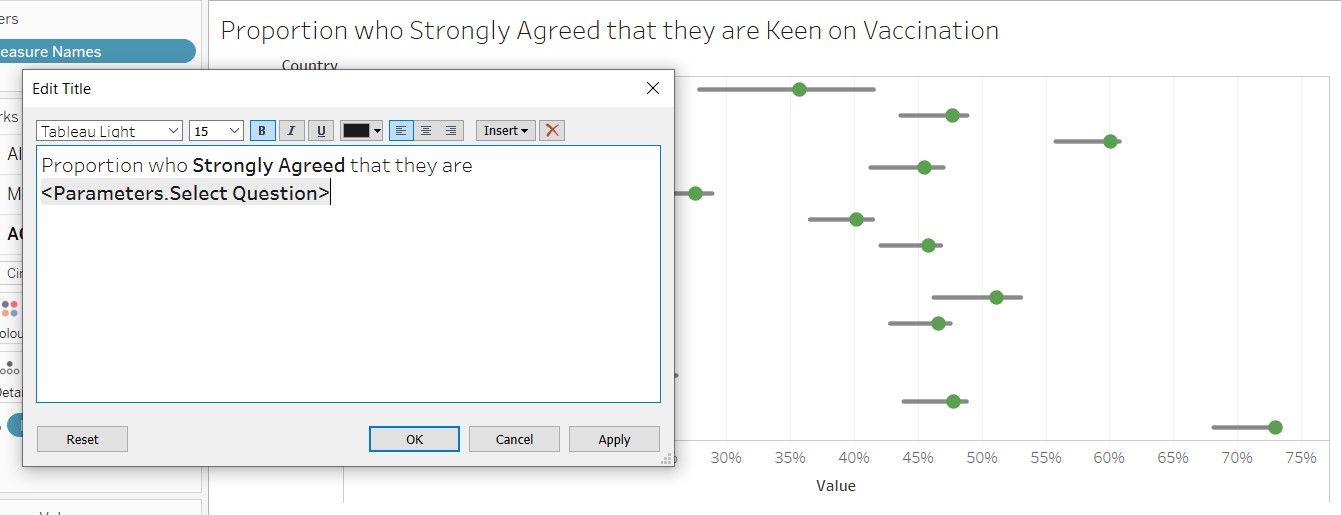 ers
Proportion who Strongly Agreed that they are Keen on Vaccination
easure Names
Country
Edit Title
rks
Tableau Light
15
B I U
Insert
Al
Proportion who Strongly Agreed that they are
<Parameters.Select Question>
M
AG
Cir
olou
Detai
Reset
OK
Cancel
Apply
30% 35% 40% 45% 50% 55% 60% 65% 70% 75%
Value